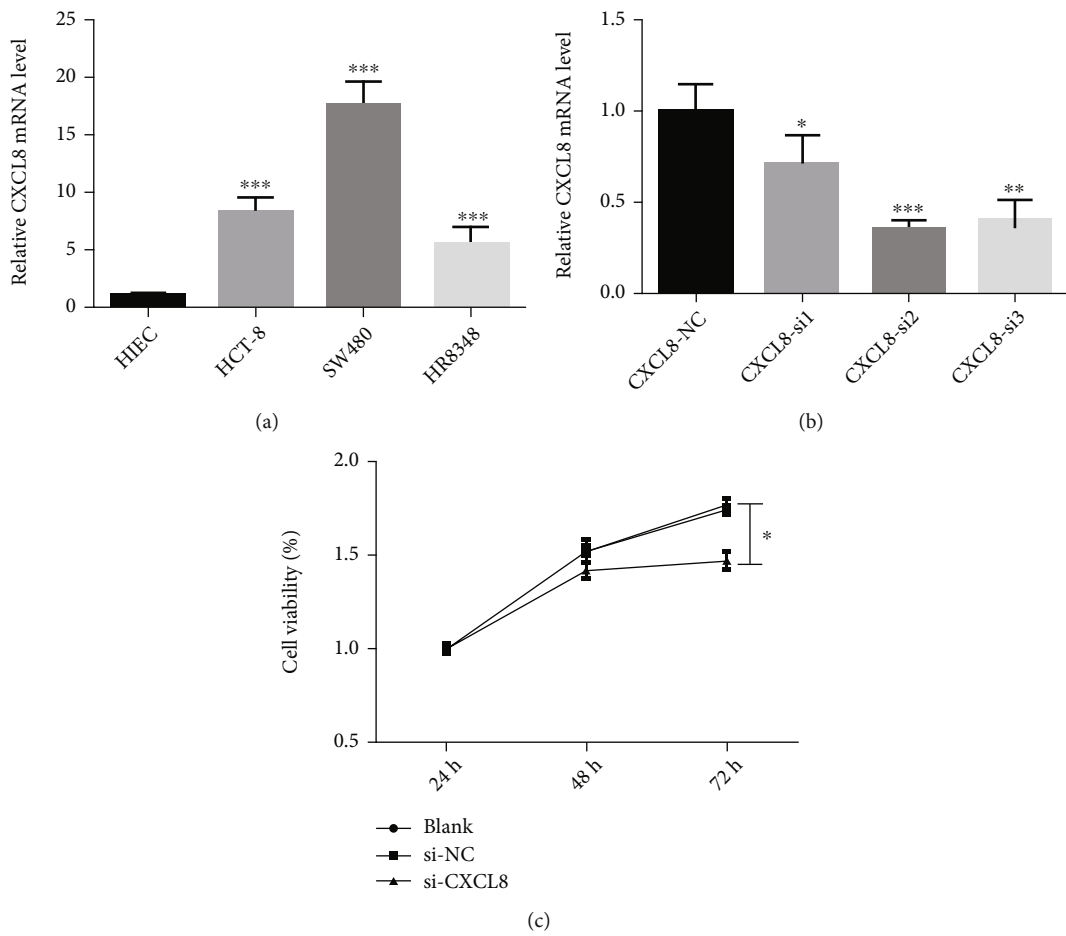 Relative CXCL8 mRNA level
25
20
15
10
5
0
***
***
***
HIEC
HCT-8
SW480
HR8348
(a)
Relative CXCL8 mRNA level
1.5
1.0
0.5
0.0
*
***
**
CXCL8-NC
CXCL8-si1
CXCL8-si2
CXCL8-si3
(b)
Cell viability (%)
2.0
1.5
1.0
0.5
*
24 h
48 h
72 h
Blank
si-NC
si-CXCL8
(c)